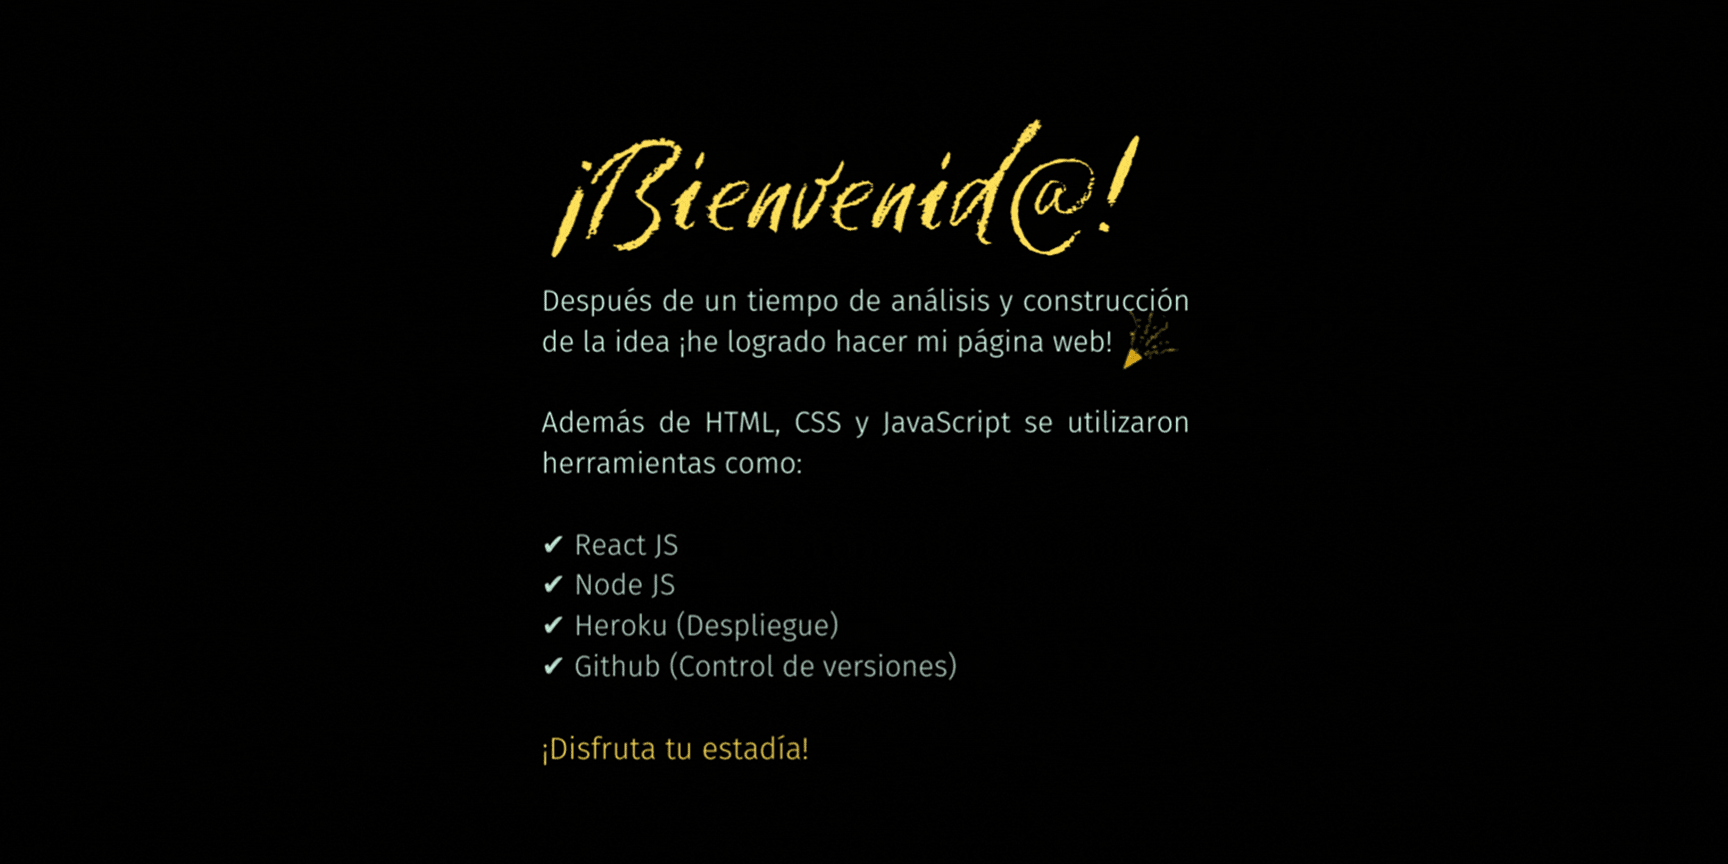 ¡Bienvenid@!
Después de un tiempo de análisis y construcción
de la idea ¡he logrado hacer mi página web! 🎉
Además de HTML, CSS y JavaScript se utilizaron
herramientas como:
✔ React JS
✔ Node JS
✔ Heroku (Despliegue)
✔ Github (Control de versiones)
¡Disfruta tu estadía!